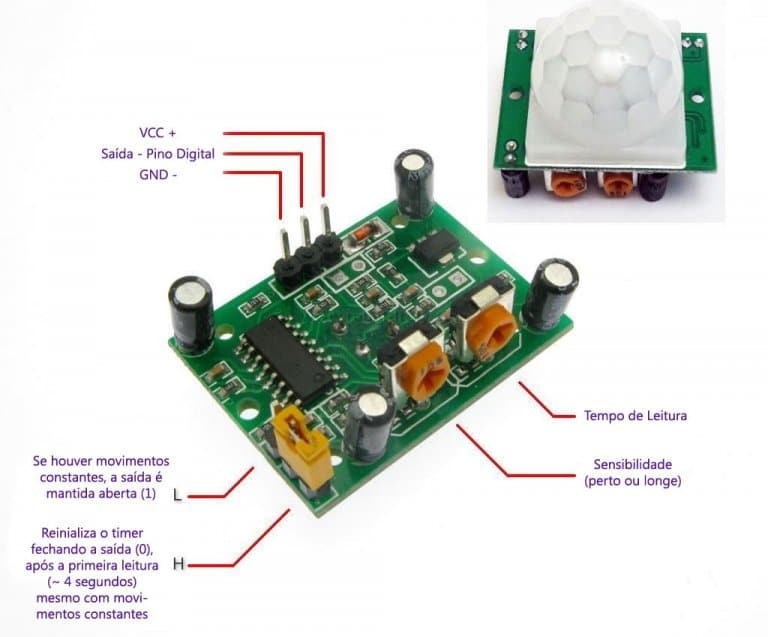 VCC +
Saída - Pino Digital
GND -
Tempo de Leitura
Sensibilidade
(perto ou longe)
Se houver movimentos
constantes, a saída é
mantida aberta (1)
L
Reinializa o timer
fechando a saída (0),
após a primeira leitura
(~ 4 segundos)
mesmo com movi-
mentos constantes
H